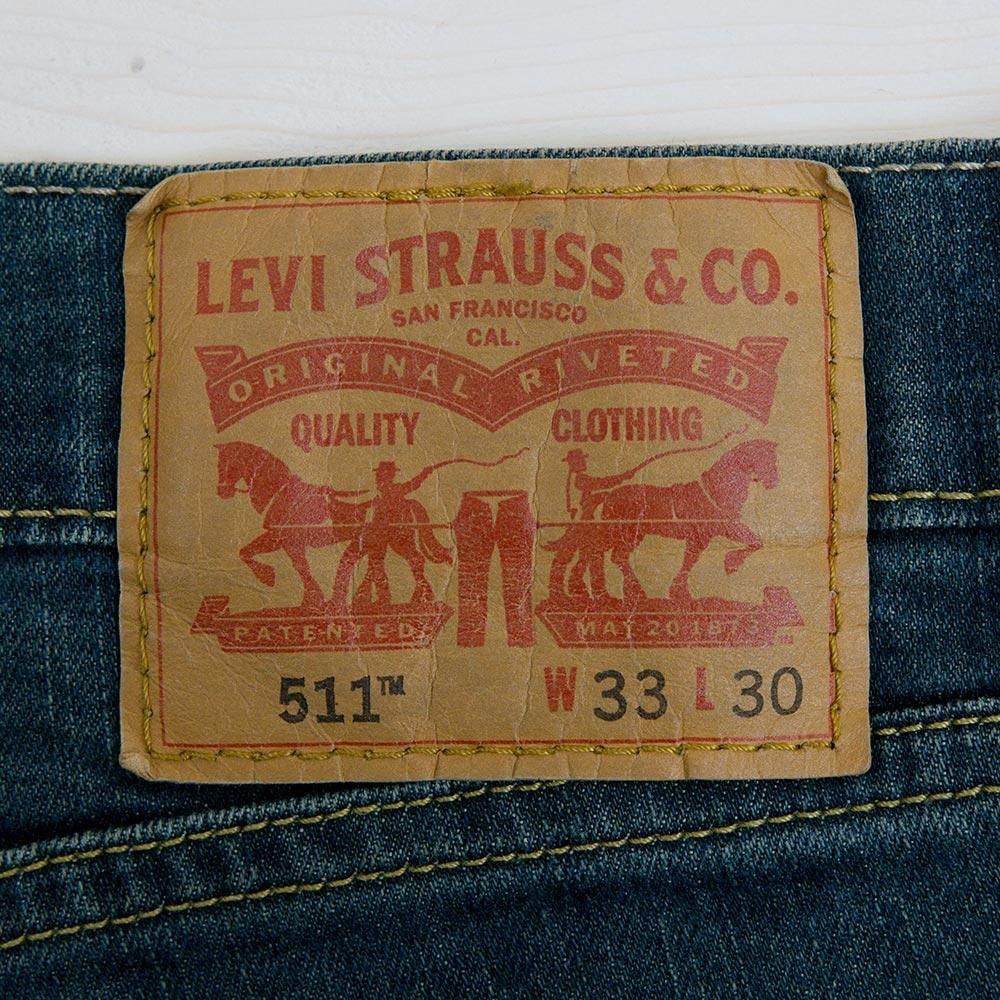 LEVI STRAUSS & CO.
SAN FRANCISCO
CAL.
ORIGINAL RIVETED
QUALITY CLOTHING
PATENTED MAY 20 1873
511™ W 33 L 30